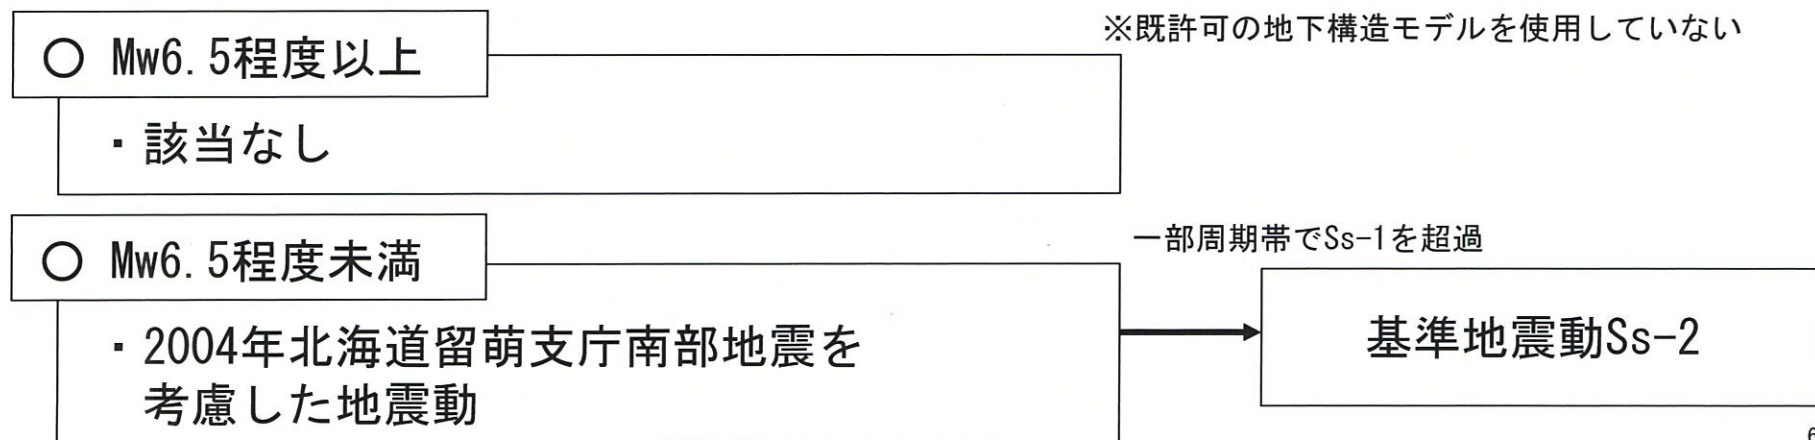 ※既許可の地下構造モデルを使用していない
○ Mw6.5程度以上
・該当なし
一部周期帯でSs-1を超過
○ Mw6.5程度未満
・2004年北海道留萌支庁南部地震を
考慮した地震動
基準地震動Ss-2
6